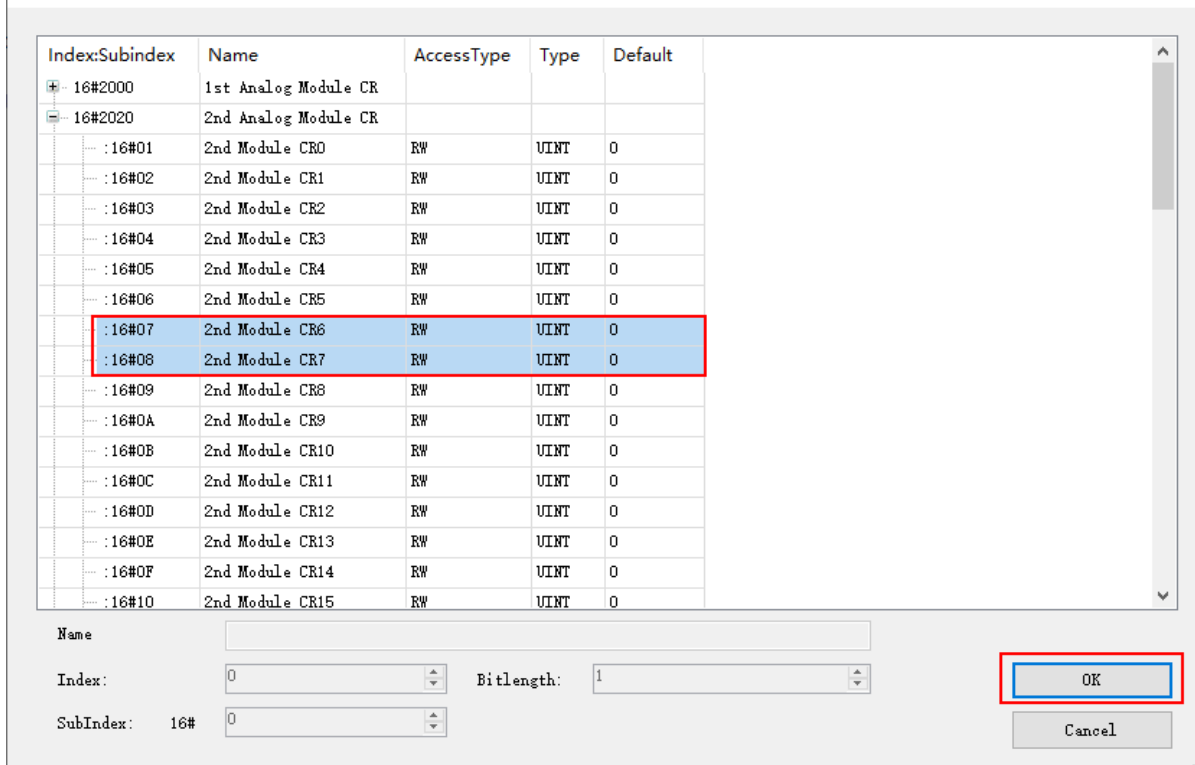 Index:Subindex Name AccessType Type Default
16#2000 1st Analog Module CR
16#2020 2nd Analog Module CR
:16#01 2nd Module CR0 RW UINT 0
:16#02 2nd Module CR1 RW UINT 0
:16#03 2nd Module CR2 RW UINT 0
:16#04 2nd Module CR3 RW UINT 0
:16#05 2nd Module CR4 RW UINT 0
:16#06 2nd Module CR5 RW UINT 0
:16#07 2nd Module CR6 RW UINT 0
:16#08 2nd Module CR7 RW UINT 0
:16#09 2nd Module CR8 RW UINT 0
:16#0A 2nd Module CR9 RW UINT 0
:16#0B 2nd Module CR10 RW UINT 0
:16#0C 2nd Module CR11 RW UINT 0
:16#0D 2nd Module CR12 RW UINT 0
:16#0E 2nd Module CR13 RW UINT 0
:16#0F 2nd Module CR14 RW UINT 0
:16#10 2nd Module CR15 RW UINT 0
Name
Index: 0 Bitlength: 1 OK
SubIndex: 16# 0 Cancel